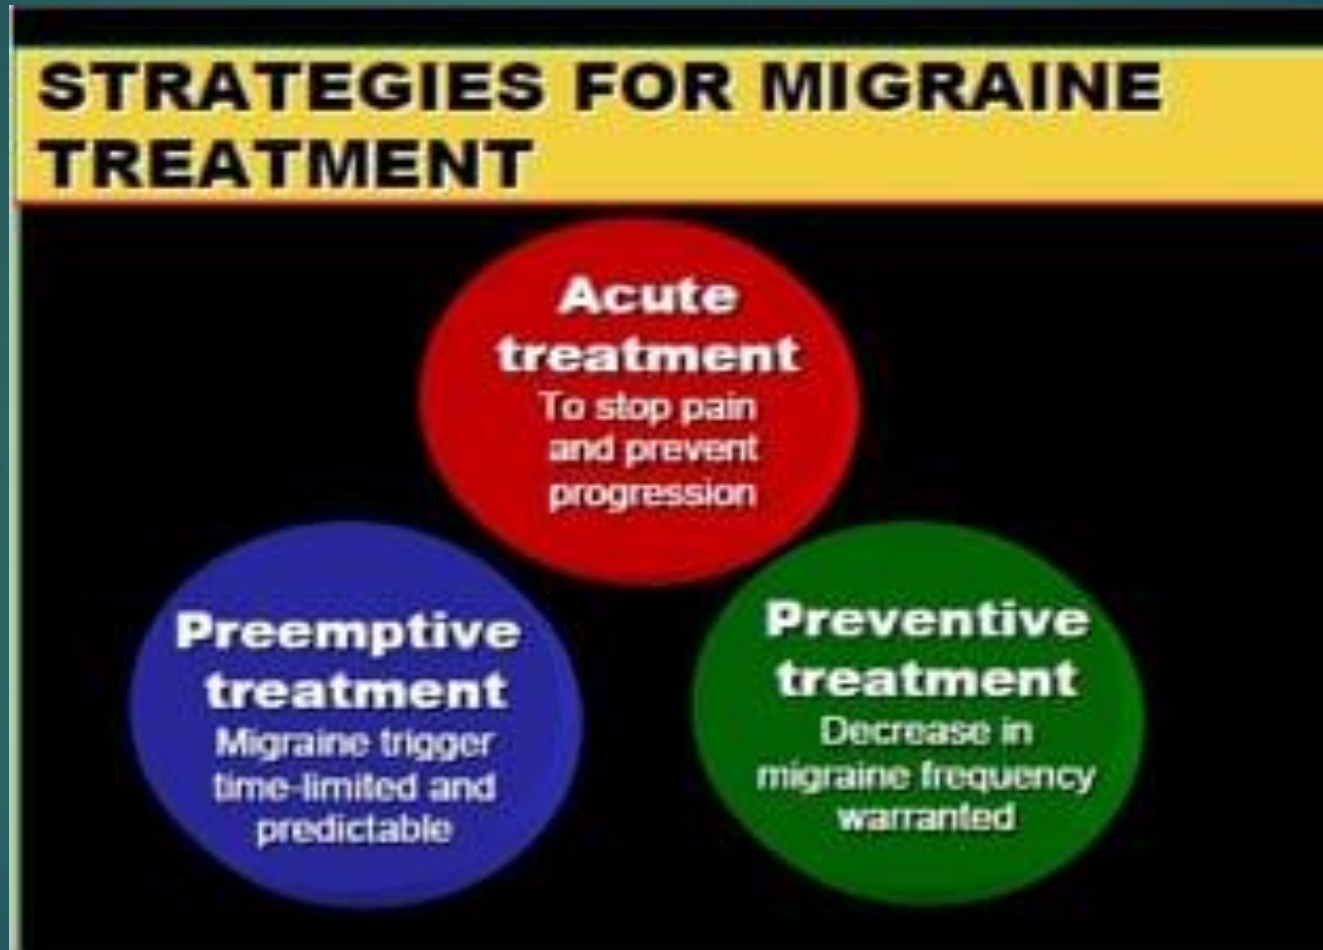 STRATEGIES FOR MIGRAINE
TREATMENT
Acute
treatment
To stop pain
and prevent
progression
Preemptive
treatment
Migraine trigger
time-limited and
predictable
Preventive
treatment
Decrease in
migraine frequency
warranted